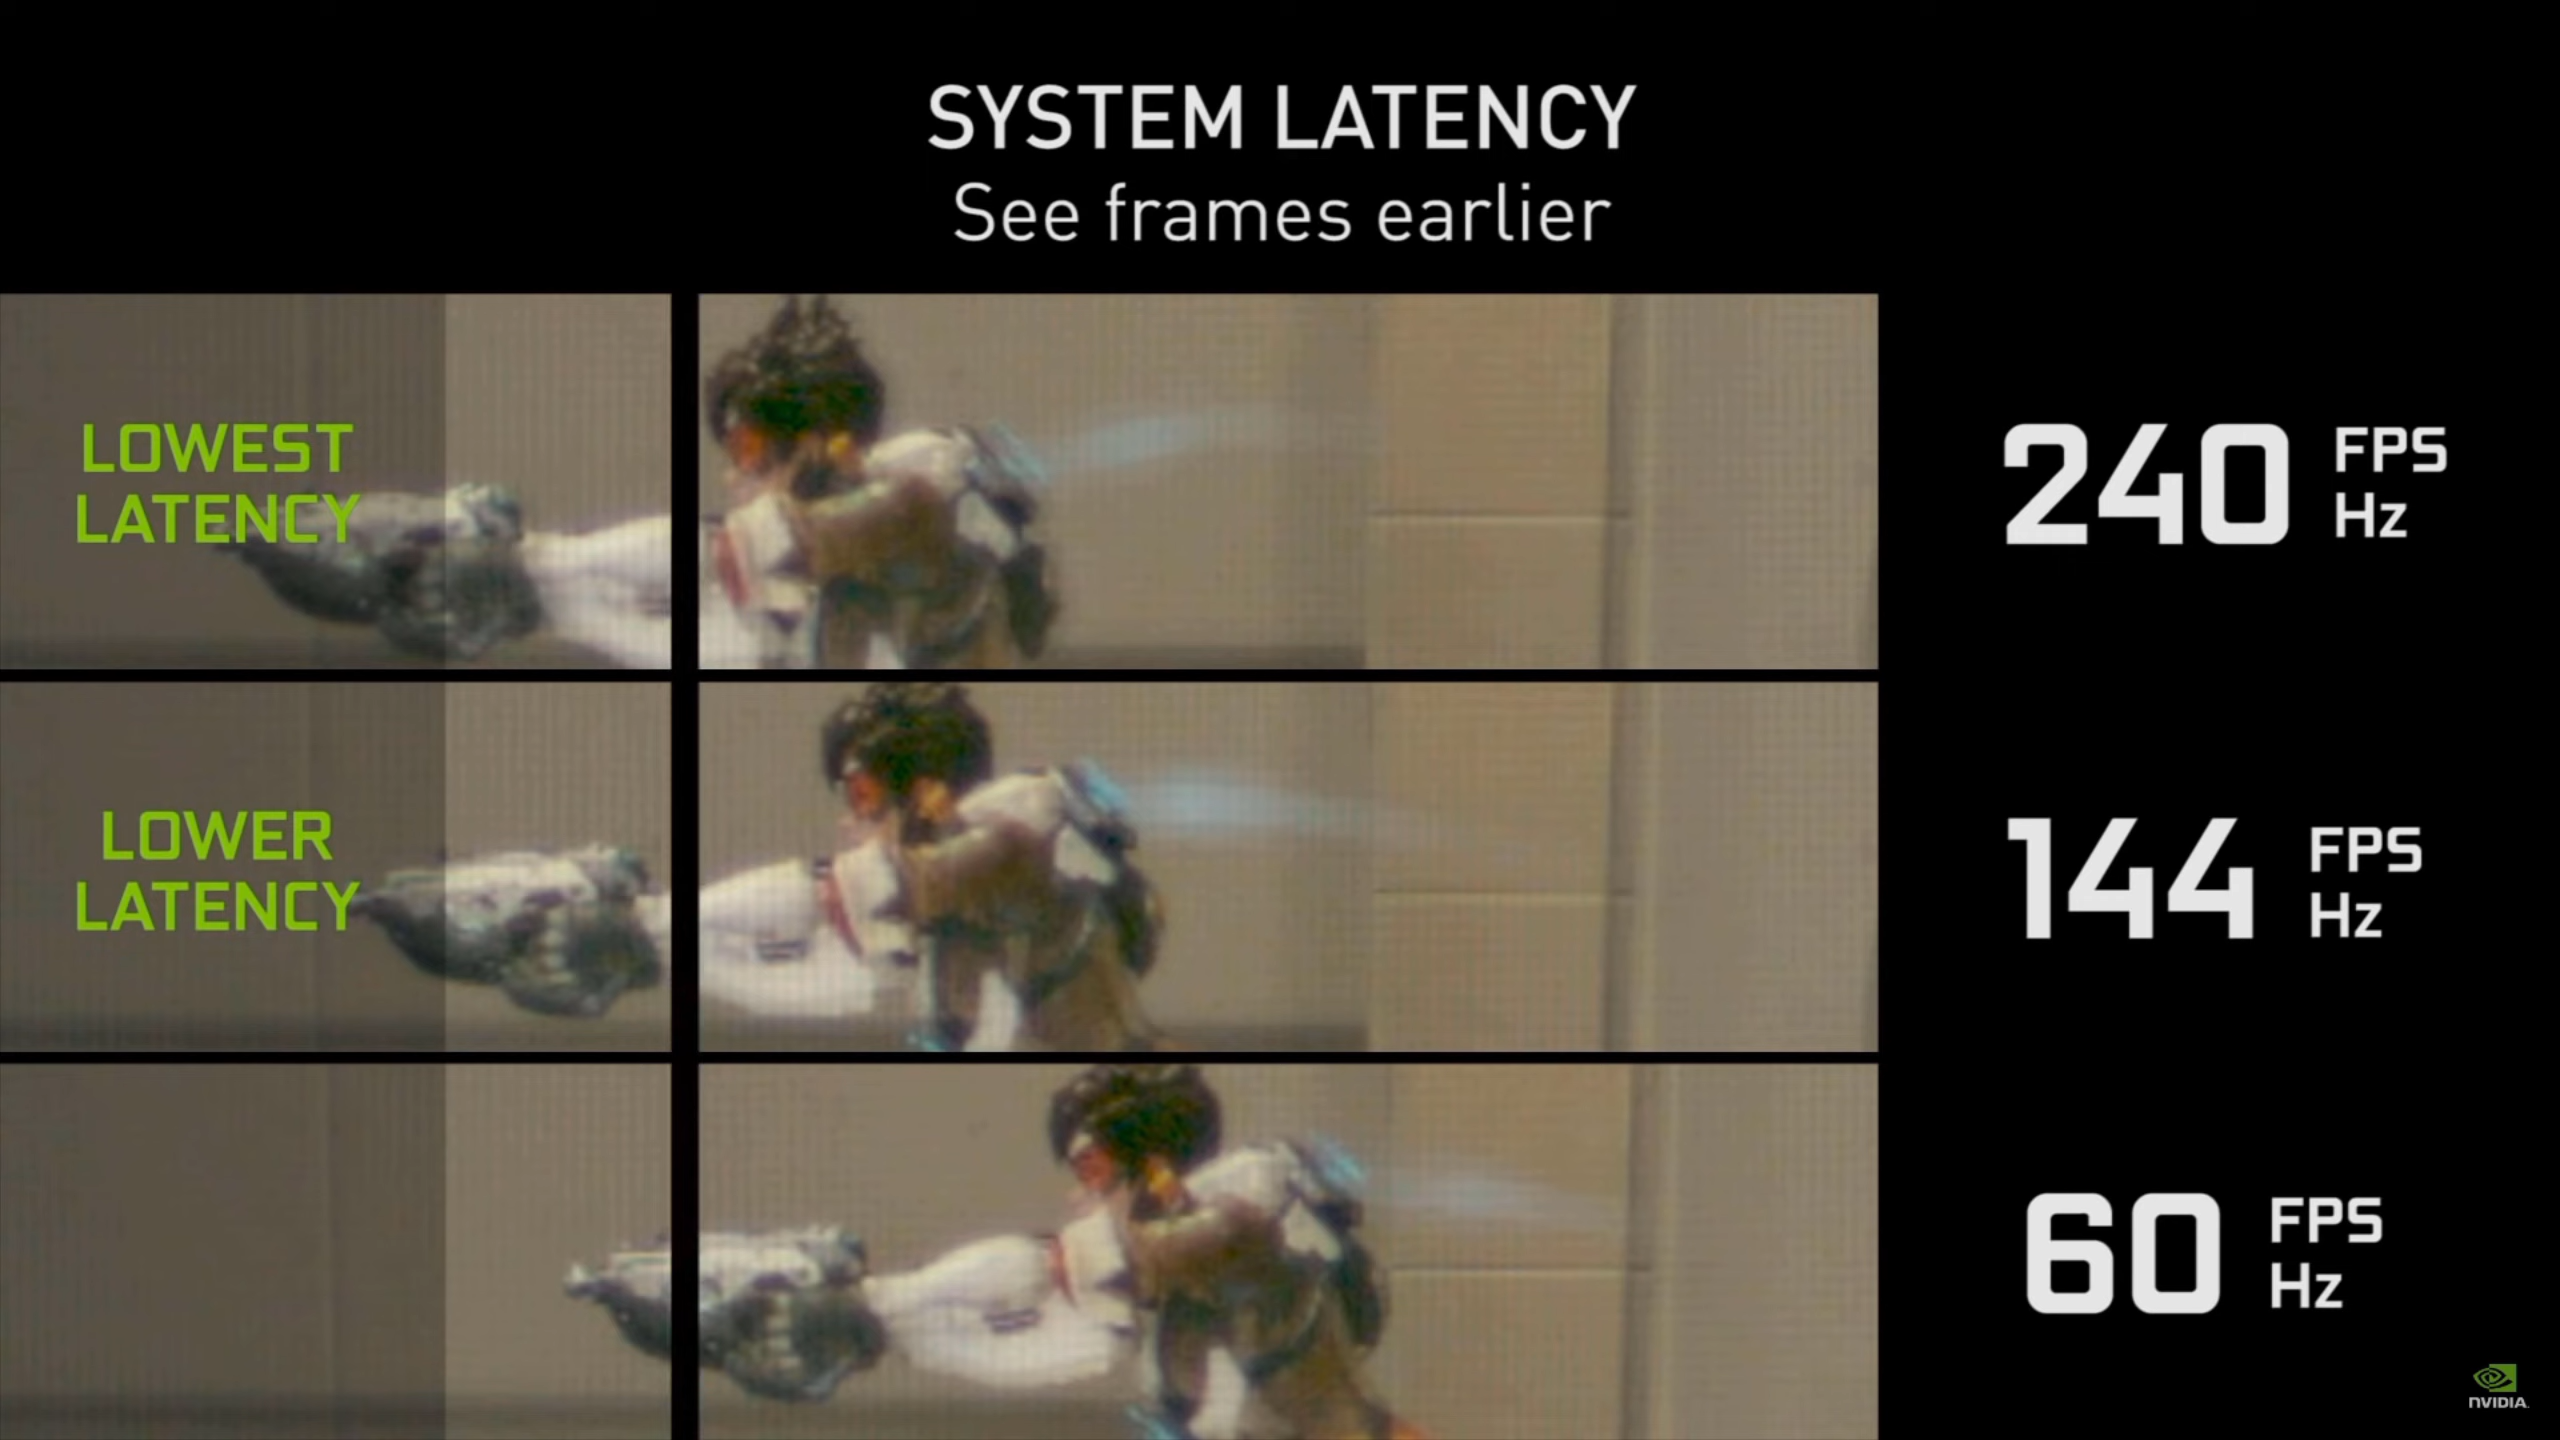 SYSTEM LATENCY
See frames earlier
LOWEST
LATENCY
240 FPS
Hz
LOWER
LATENCY
144 FPS
Hz
60 FPS
Hz
NVIDIA